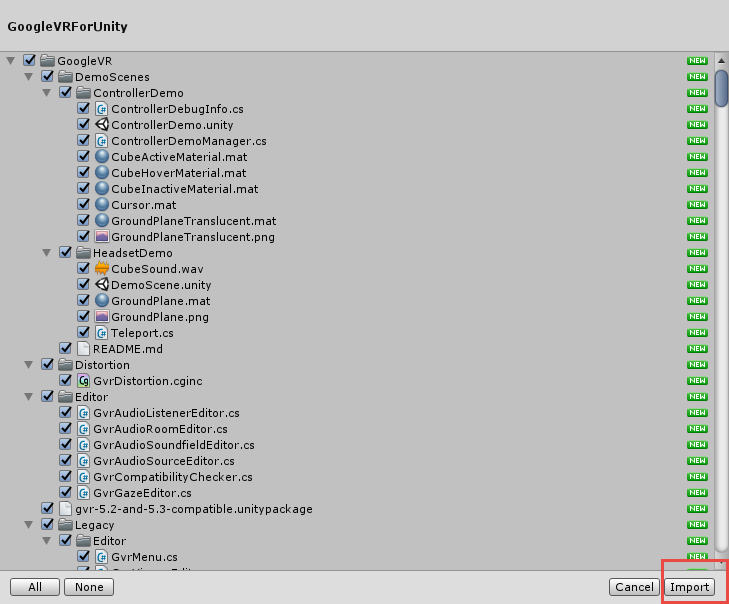 GoogleVRForUnity
GoogleVR NEW
DemoScenes NEW
ControllerDemo NEW
ControllerDebugInfo.cs NEW
ControllerDemo.unity NEW
ControllerDemoManager.cs NEW
CubeActiveMaterial.mat NEW
CubeHoverMaterial.mat NEW
CubeInactiveMaterial.mat NEW
Cursor.mat NEW
GroundPlaneTranslucent.mat NEW
GroundPlaneTranslucent.png NEW
HeadsetDemo NEW
CubeSound.wav NEW
DemoScene.unity NEW
GroundPlane.mat NEW
GroundPlane.png NEW
C# Teleport.cs NEW
README.md NEW
Distortion NEW
Cg GvrDistortion.cginc NEW
Editor NEW
GvrAudioListenerEditor.cs NEW
GvrAudioRoomEditor.cs NEW
GvrAudioSoundfieldEditor.cs NEW
GvrAudioSourceEditor.cs NEW
GvrCompatibilityChecker.cs NEW
GvrGazeEditor.cs NEW
gvr-5.2-and-5.3-compatible.unitypackage NEW
Legacy NEW
Editor NEW
GvrMenu.cs NEW
All None Cancel Import